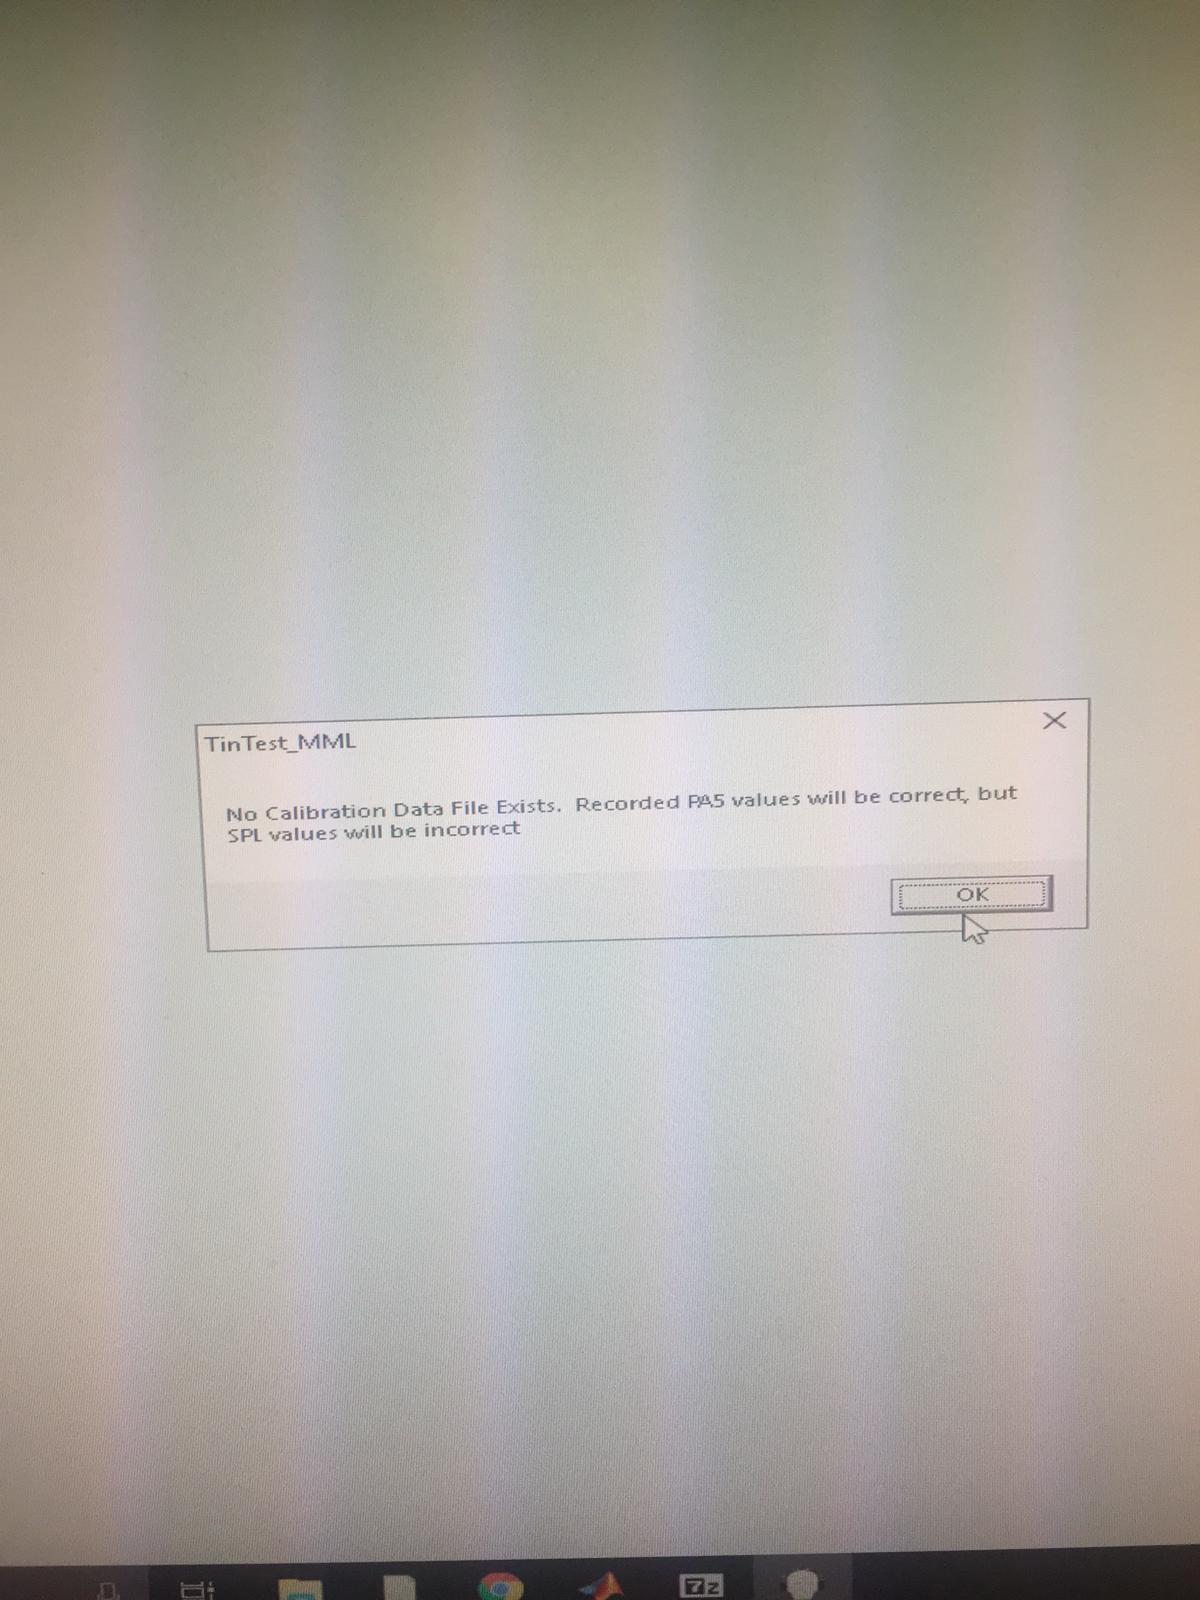 TinTest_MML
No Calibration Data File Exists.  Recorded PA5 values will be correct, but
SPL values will be incorrect
OK
7z